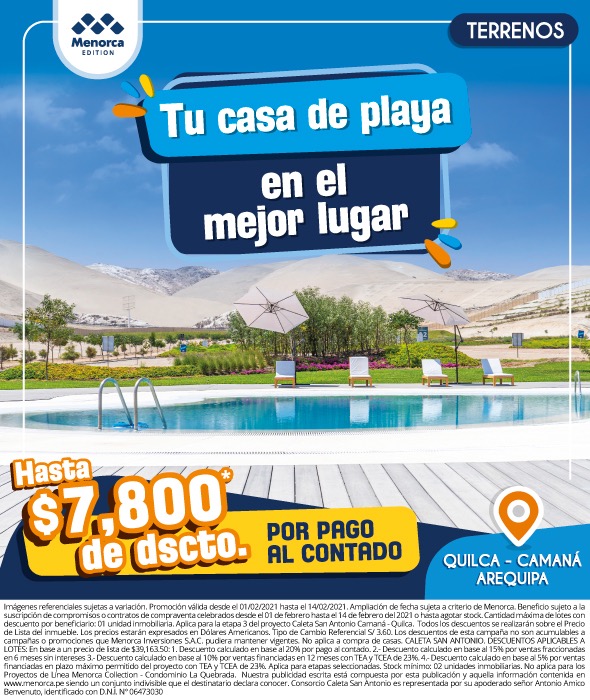 Menorca
EDITION
TERRENOS
Tu casa de playa
en el
mejor lugar
Hasta
$7,800*
de dscto.
POR PAGO
AL CONTADO
QUILCA - CAMANÁ
AREQUIPA
Imágenes referenciales sujetas a variación. Promoción válida desde el 01/02/2021 hasta el 14/02/2021. Ampliación de fecha sujeta a criterio de Menorca. Beneficio sujeto a la
suscripción de compromisos o contratos de compraventa celebrados desde el 01 de febrero hasta el 14 de febrero del 2021 o hasta agotar stock. Cantidad máxima de lotes con
descuento por beneficiario: 01 unidad inmobiliaria. Aplica para la etapa 3 del proyecto Caleta San Antonio Camaná - Quilca. Todos los descuentos se realizarán sobre el Precio
de Lista del inmueble. Los precios estarán expresados en Dólares Americanos. Tipo de Cambio Referencial S/ 3.60. Los descuentos de esta campaña no son acumulables a
campañas o promociones que Menorca Inversiones S.A.C. pudiera mantener vigentes. No aplica a compra de casas. CALETA SAN ANTONIO. DESCUENTOS APLICABLES A
LOTES: En base a un precio de lista de $39,163.50: 1. Descuento calculado en base al 20% por pago al contado. 2.- Descuento calculado en base al 15% por ventas fraccionadas
en 6 meses sin intereses 3.- Descuento calculado en base al 10% por ventas financiadas en 12 meses con TEA y TCEA de 23%. 4.- Descuento calculado en base al 5% por ventas
financiadas en plazo máximo permitido del proyecto con TEA y TCEA de 23%. Aplica para etapas seleccionadas. Stock mínimo: 02 unidades inmobiliarias. No aplica para los
Proyectos de Línea Menorca Collection - Condominio La Quebrada. Nuestra publicidad escrita está compuesta por esta publicación y aquella información contenida en
www.menorca.pe siendo un conjunto indivisible que el destinatario declara conocer. Consorcio Caleta San Antonio es representada por su apoderado señor Antonio Amico
Benvenuto, identificado con D.N.I. N° 06473030